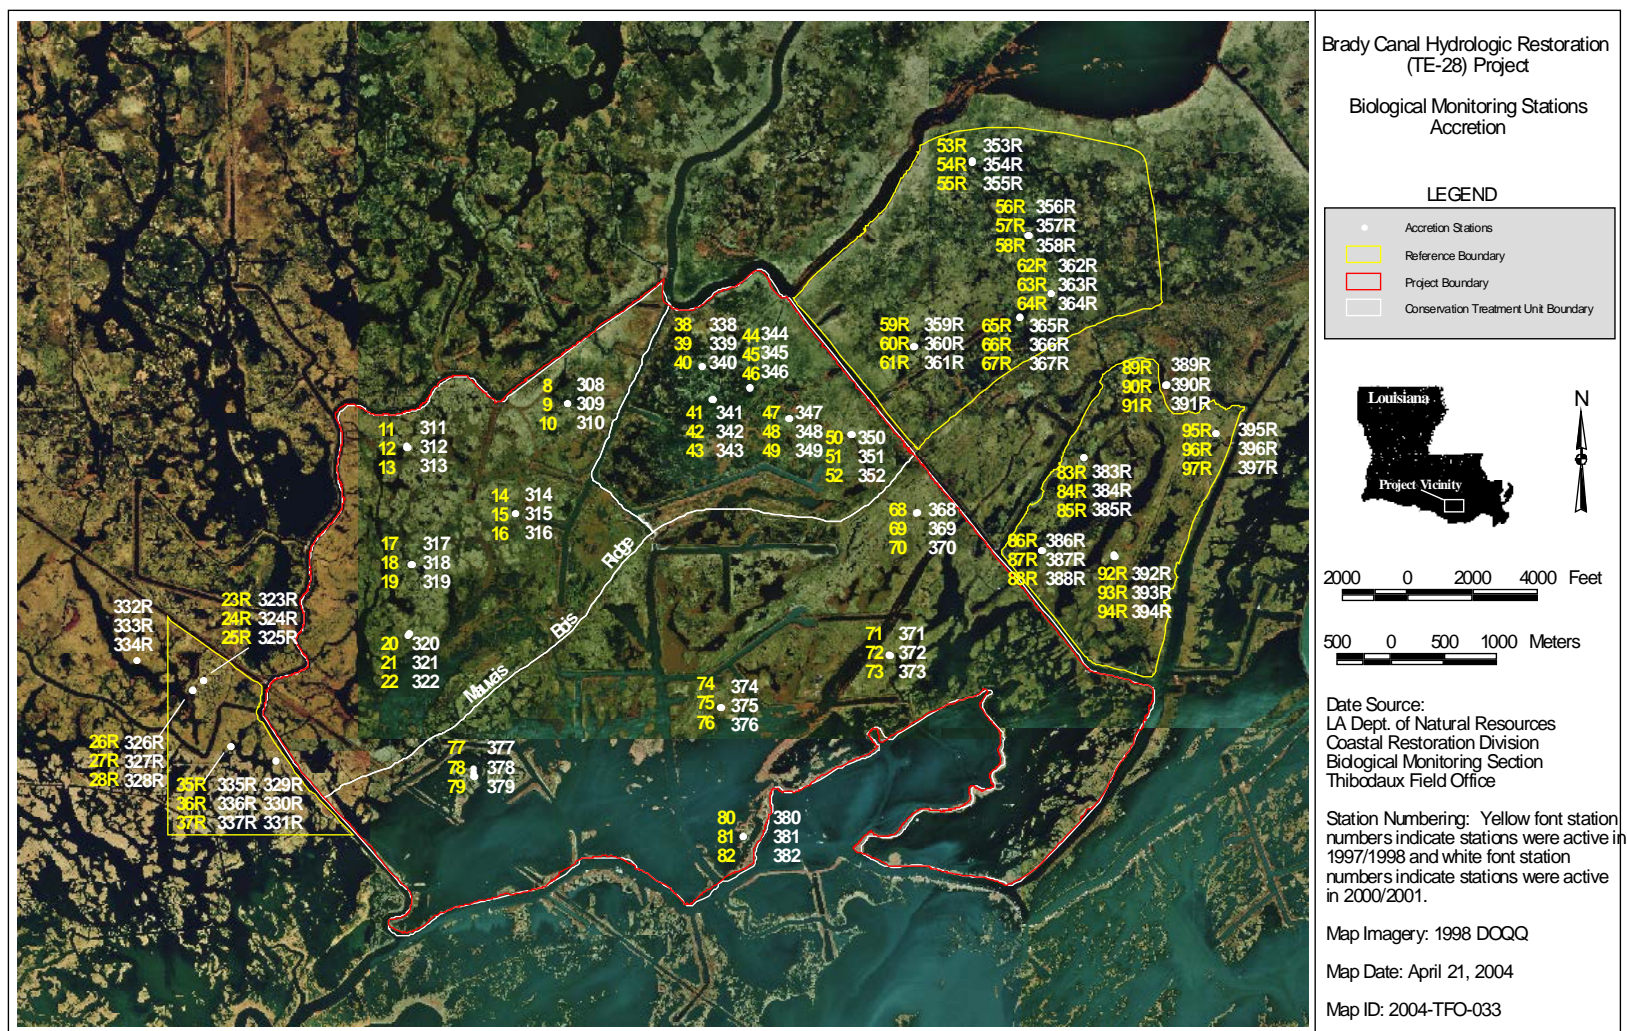 Brady Canal Hydrologic Restoration
(TE-28) Project
Biological Monitoring Stations
Accretion
LEGEND
Accretion Stations
Reference Boundary
Project Boundary
Conservation Treatment Unit Boundary
Louisiana
Project Vicinity
N
2000 0 2000 4000 Feet
500 0 500 1000 Meters
Date Source:
LA Dept. of Natural Resources
Coastal Restoration Division
Biological Monitoring Section
Thibodaux Field Office
Station Numbering: Yellow font station
numbers indicate stations were active in
1997/1998 and white font station
numbers indicate stations were active
in 2000/2001.
Map Imagery: 1998 DOQQ
Map Date: April 21, 2004
Map ID: 2004-TFO-033
53R 353R
54R 354R
55R 355R
56R 356R
57R 357R
58R 358R
62R 362R
63R 363R
64R 364R
59R 359R
60R 360R
61R 361R
65R 365R
66R 366R
67R 367R
89R 389R
90R 390R
91R 391R
95R 395R
96R 396R
97R 397R
83R 383R
84R 384R
85R 385R
86R 386R
87R 387R
88R 388R
92R 392R
93R 393R
94R 394R
38 338
39 339
40 340
44 344
45 345
46 346
41 341
42 342
43 343
47 347
48 348
49 349
50 350
51 351
52 352
8 308
9 309
10 310
11 311
12 312
13 313
14 314
15 315
16 316
17 317
18 318
19 319
20 320
21 321
22 322
68 368
69 369
70 370
71 371
72 372
73 373
74 374
75 375
76 376
77 377
78 378
79 379
80 380
81 381
82 382
Mauvais Bois Ridge
332R
333R
334R
23R 323R
24R 324R
25R 325R
26R 326R
27R 327R
28R 328R
35R 335R 329R
36R 336R 330R
37R 337R 331R